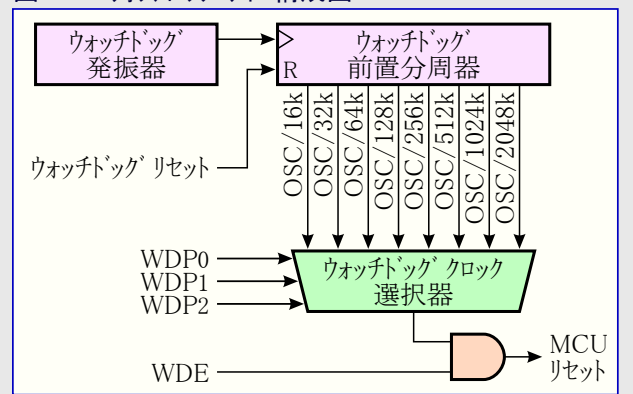 ウォッチドッグ
発振器
ウォッチドッグ
前置分周器
R
ウォッチドッグ リセット
OSC/16k
OSC/32k
OSC/64k
OSC/128k
OSC/256k
OSC/512k
OSC/1024k
OSC/2048k
WDP0
WDP1
WDP2
ウォッチドッグ クロック
選択器
WDE
MCU
リセット